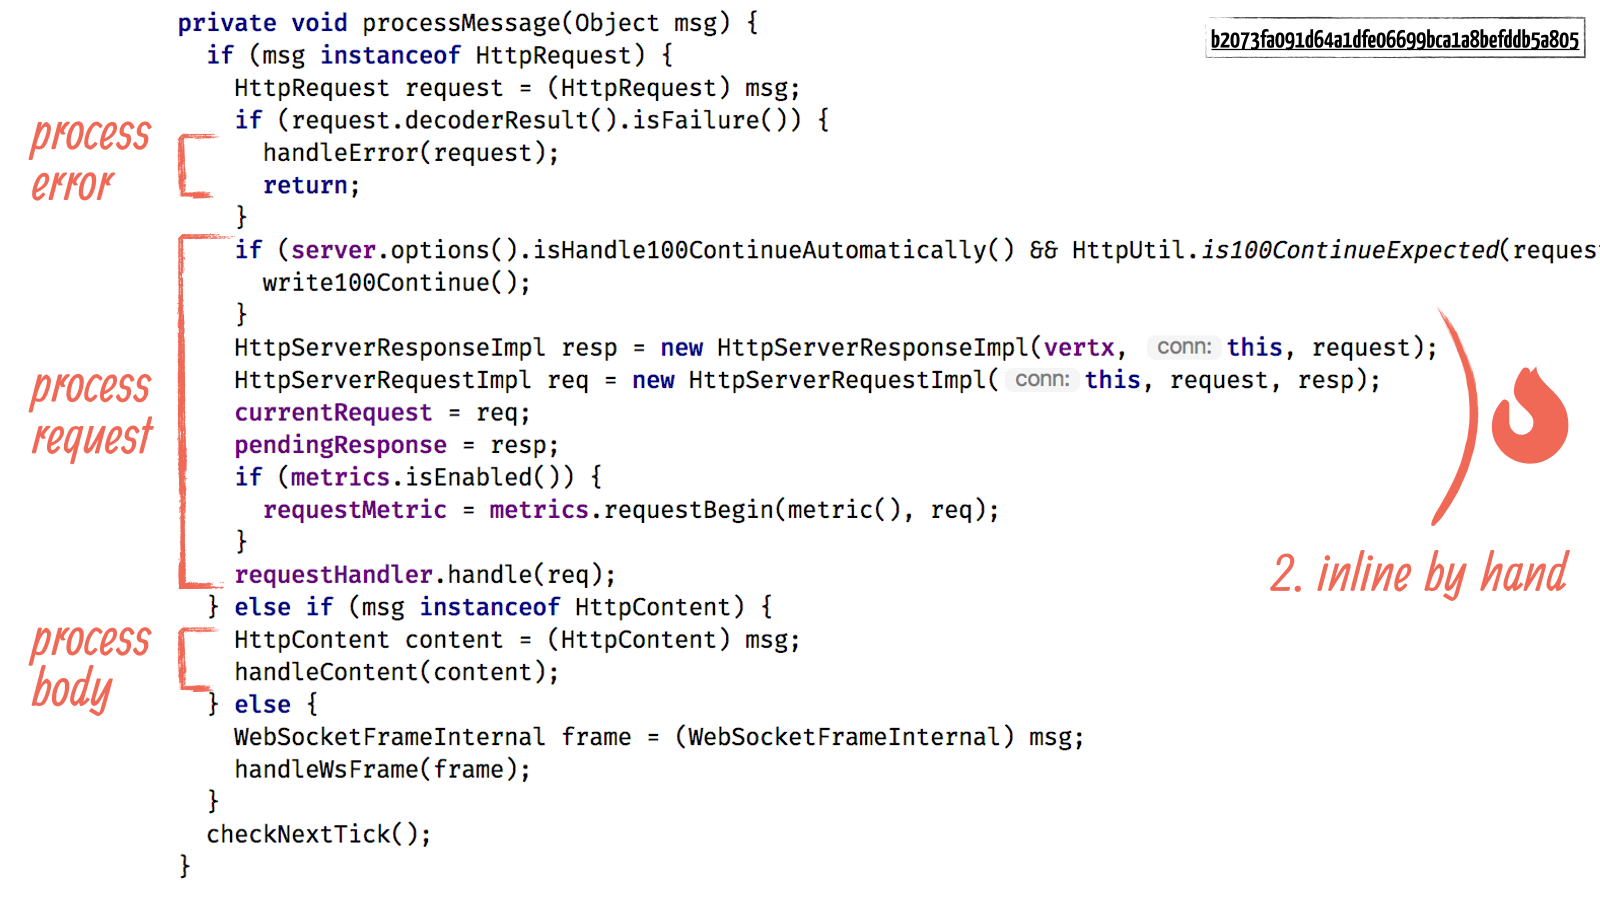 b2073fa091d64a1dfe06699bca1a8befddb5a805
private void processMessage(Object msg) {
if (msg instanceof HttpRequest) {
HttpRequest request = (HttpRequest) msg;
if (request.decoderResult().isFailure()) {
handleError(request);
return;
}
if (server.options().isHandle100ContinueAutomatically() && HttpUtil.is100ContinueExpected(reques
write100Continue();
}
HttpServerResponseImpl resp = new HttpServerResponseImpl(vertx, conn: this, request);
HttpServerRequestImpl req = new HttpServerRequestImpl( conn: this, request, resp);
currentRequest = req;
pendingResponse = resp;
if (metrics.isEnabled()) {
requestMetric = metrics.requestBegin(metric(), req);
}
requestHandler.handle(req);
} else if (msg instanceof HttpContent) {
HttpContent content = (HttpContent) msg;
handleContent(content);
} else {
WebSocketFrameInternal frame = (WebSocketFrameInternal) msg;
handleWsFrame(frame);
}
checkNextTick();
}
process
error
process
request
process
body
2. inline by hand